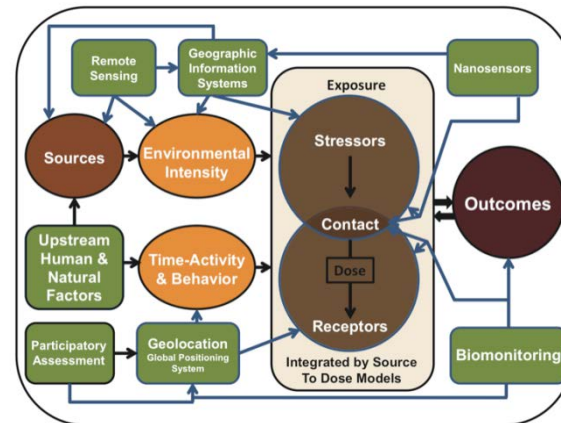 Remote
Sensing
Geographic
Information
Systems
Nanosensors
Exposure
Stressors
Sources
Environmental
Intensity
Contact
Outcomes
Upstream
Human &
Natural
Factors
Time-Activity
& Behavior
Dose
Receptors
Participatory
Assessment
Geolocation
Global Positioning
System
Integrated by Source
To Dose Models
Biomonitoring